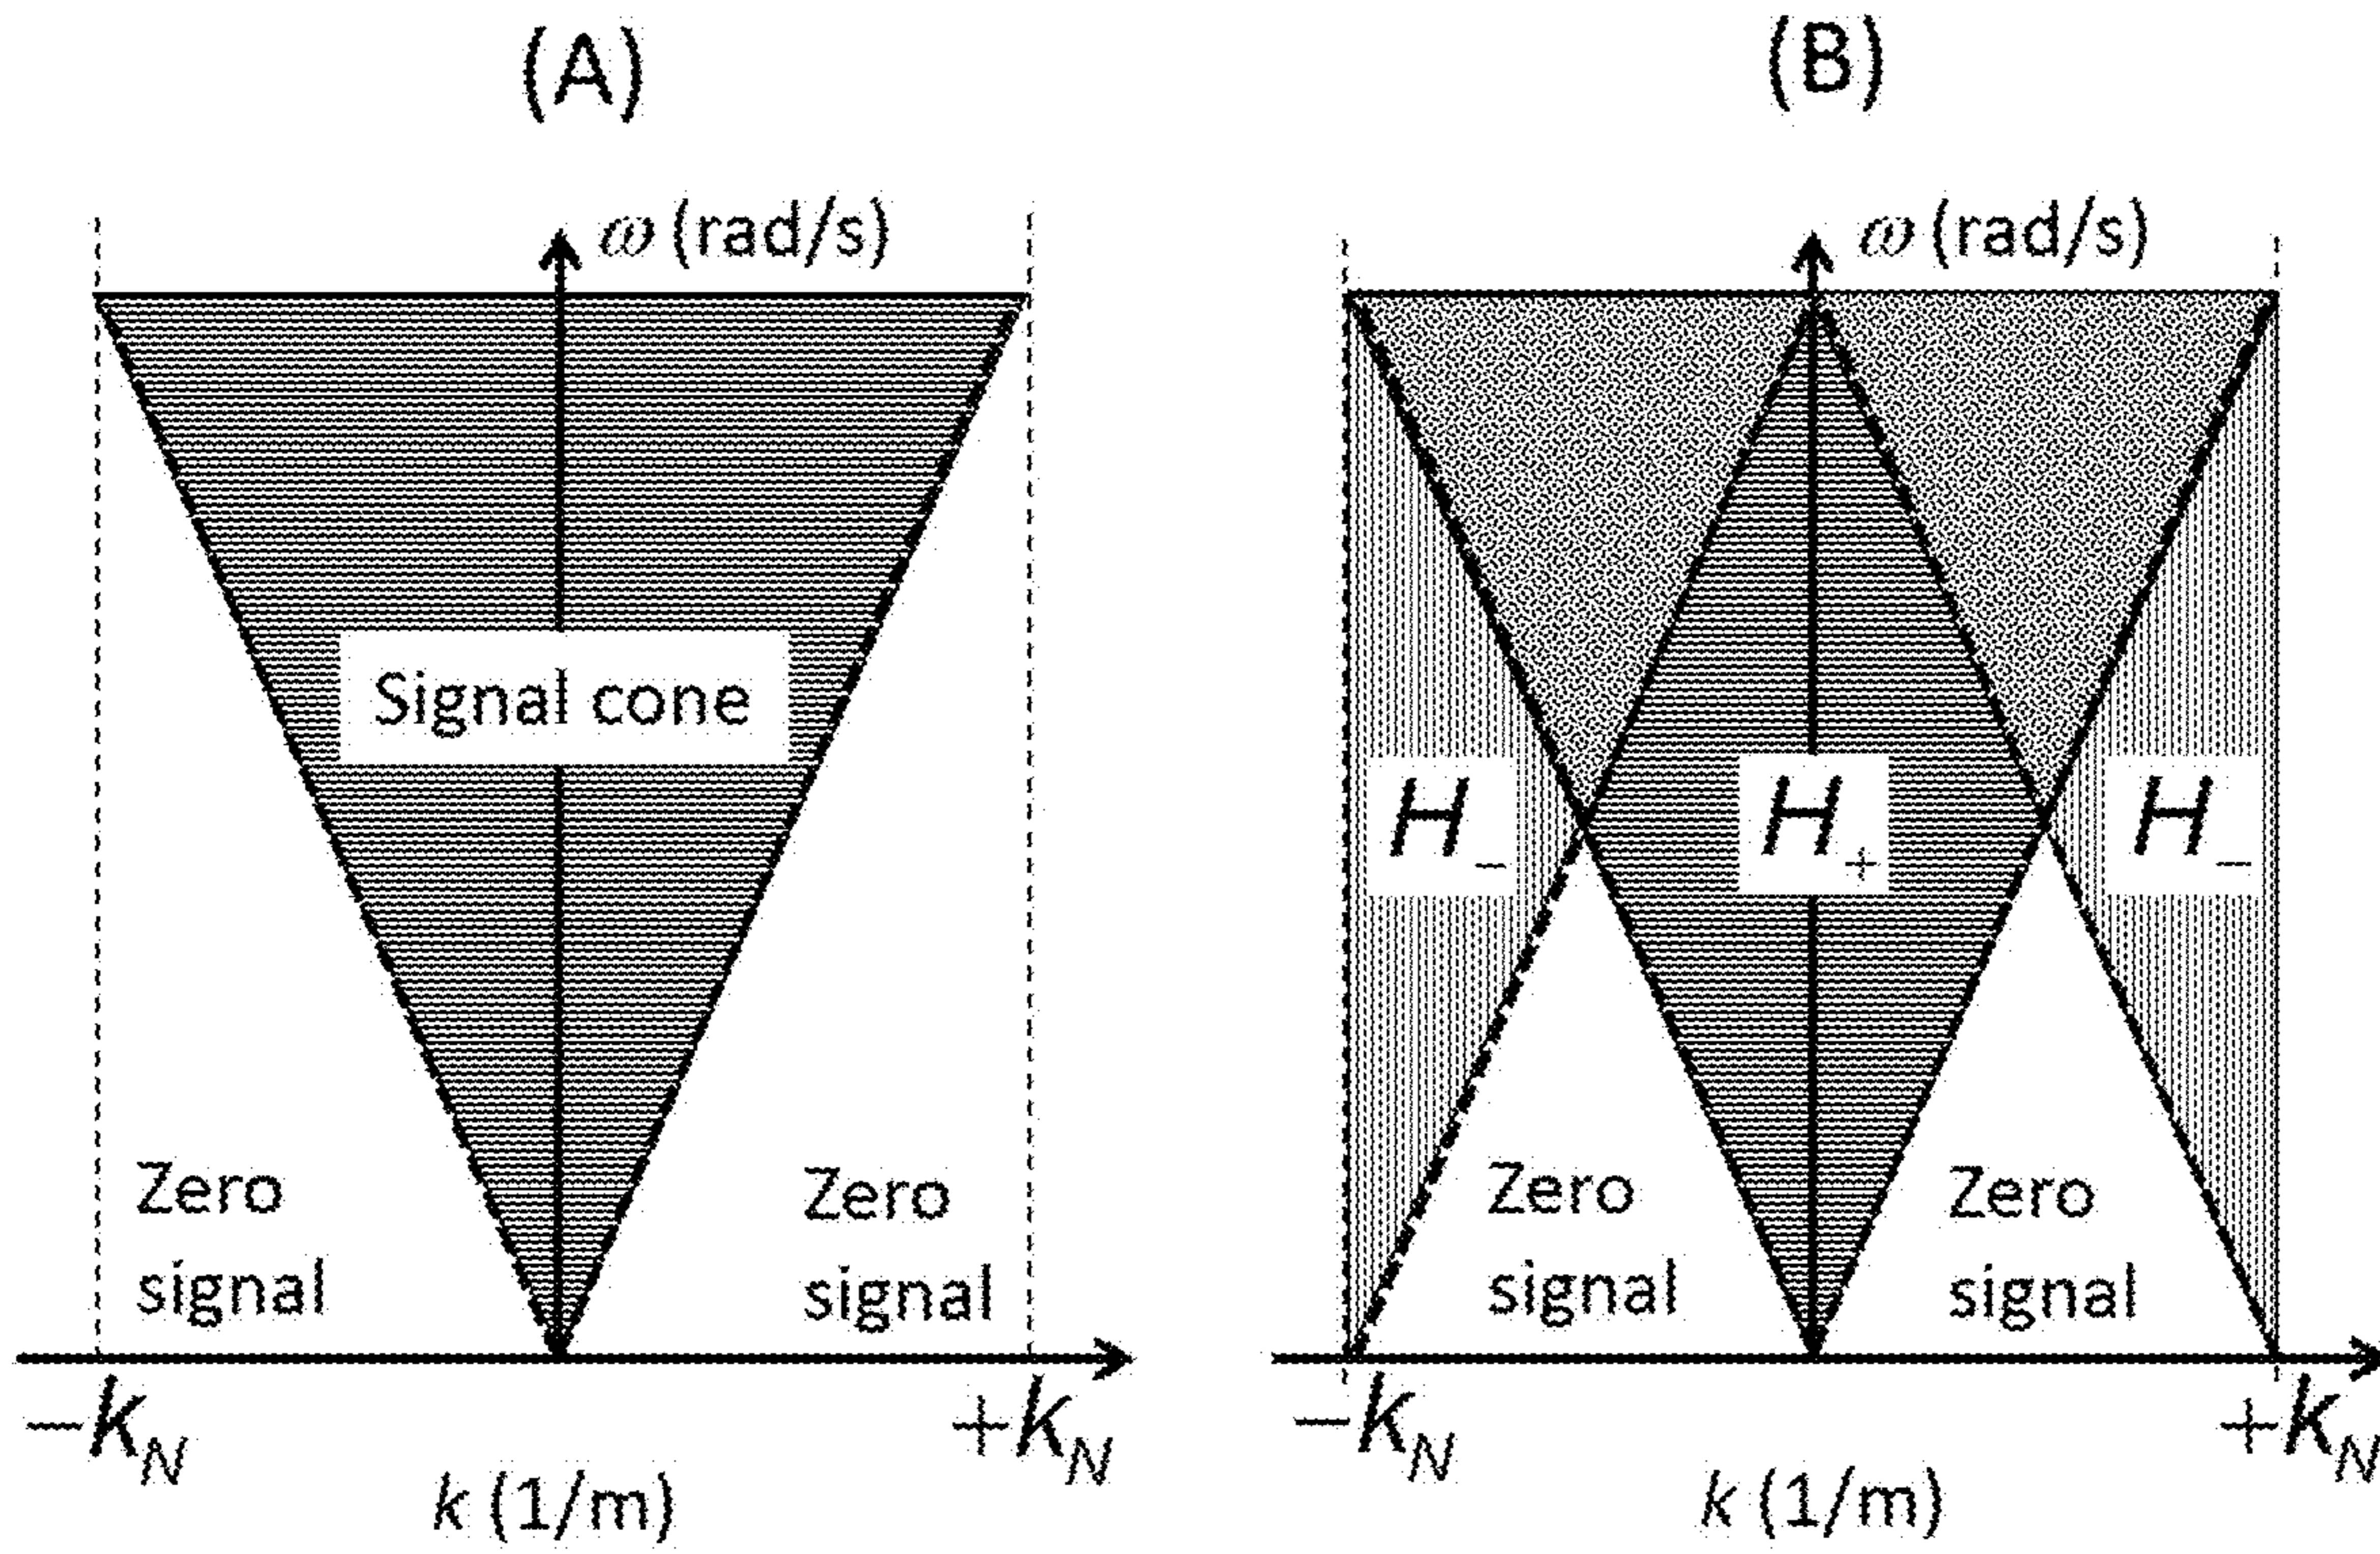 (A)
ω (rad/s)
Signal cone
Zero
signal
Zero
signal
−kN
+kN
k (1/m)
(B)
ω (rad/s)
H−
H+
H−
Zero
signal
Zero
signal
−kN
+kN
k (1/m)